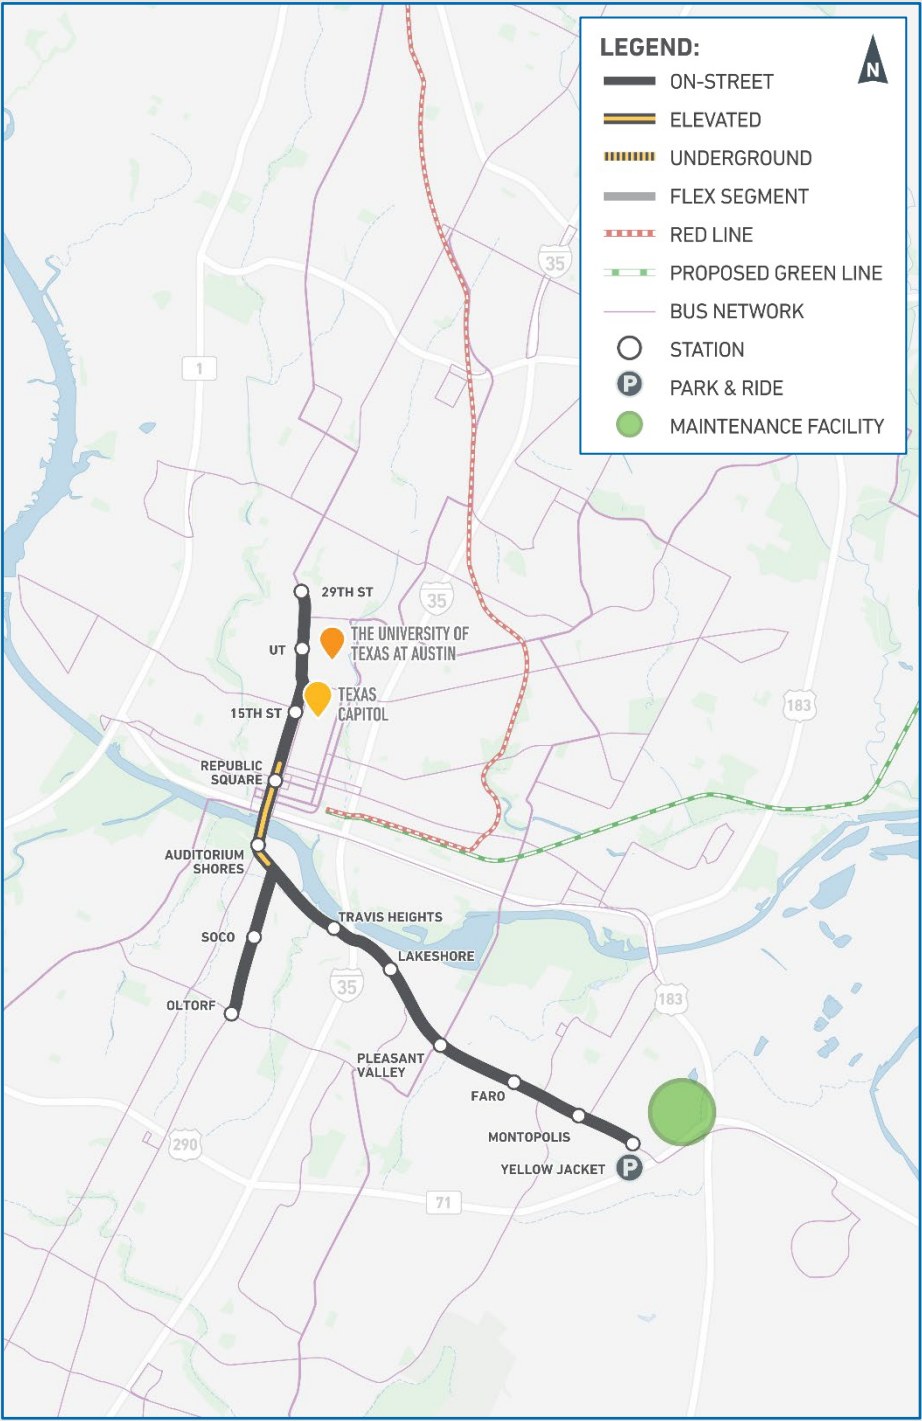 LEGEND:
N
ON-STREET
ELEVATED
UNDERGROUND
FLEX SEGMENT
RED LINE
PROPOSED GREEN LINE
BUS NETWORK
STATION
P
PARK & RIDE
MAINTENANCE FACILITY
35
1
29TH ST
35
UT
THE UNIVERSITY OF
TEXAS AT AUSTIN
15TH ST
TEXAS
CAPITOL
183
REPUBLIC
SQUARE
AUDITORIUM
SHORES
TRAVIS HEIGHTS
SOCO
LAKESHORE
35
183
OLTORF
PLEASANT
VALLEY
FARO
MONTOPOLIS
290
YELLOW JACKET
P
71